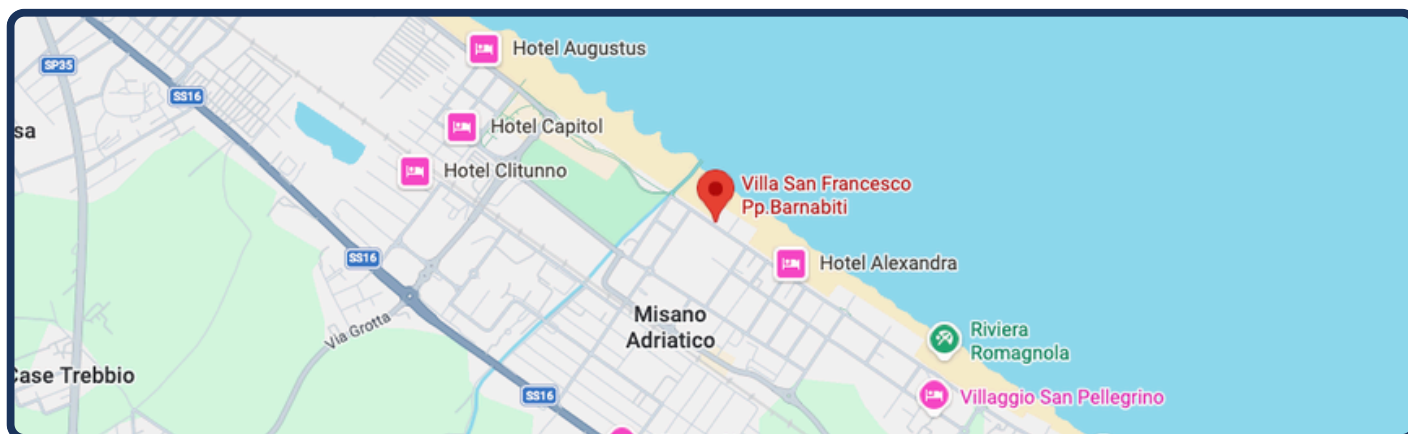 Hotel Augustus
SP35
SS16
Hotel Capitol
sa
Hotel Clitunno
Villa San Francesco
Pp.Barnabiti
SS16
Hotel Alexandra
Misano
Adriatico
Via Grotta
Riviera
Romagnola
Case Trebbio
SS16
Villaggio San Pellegrino